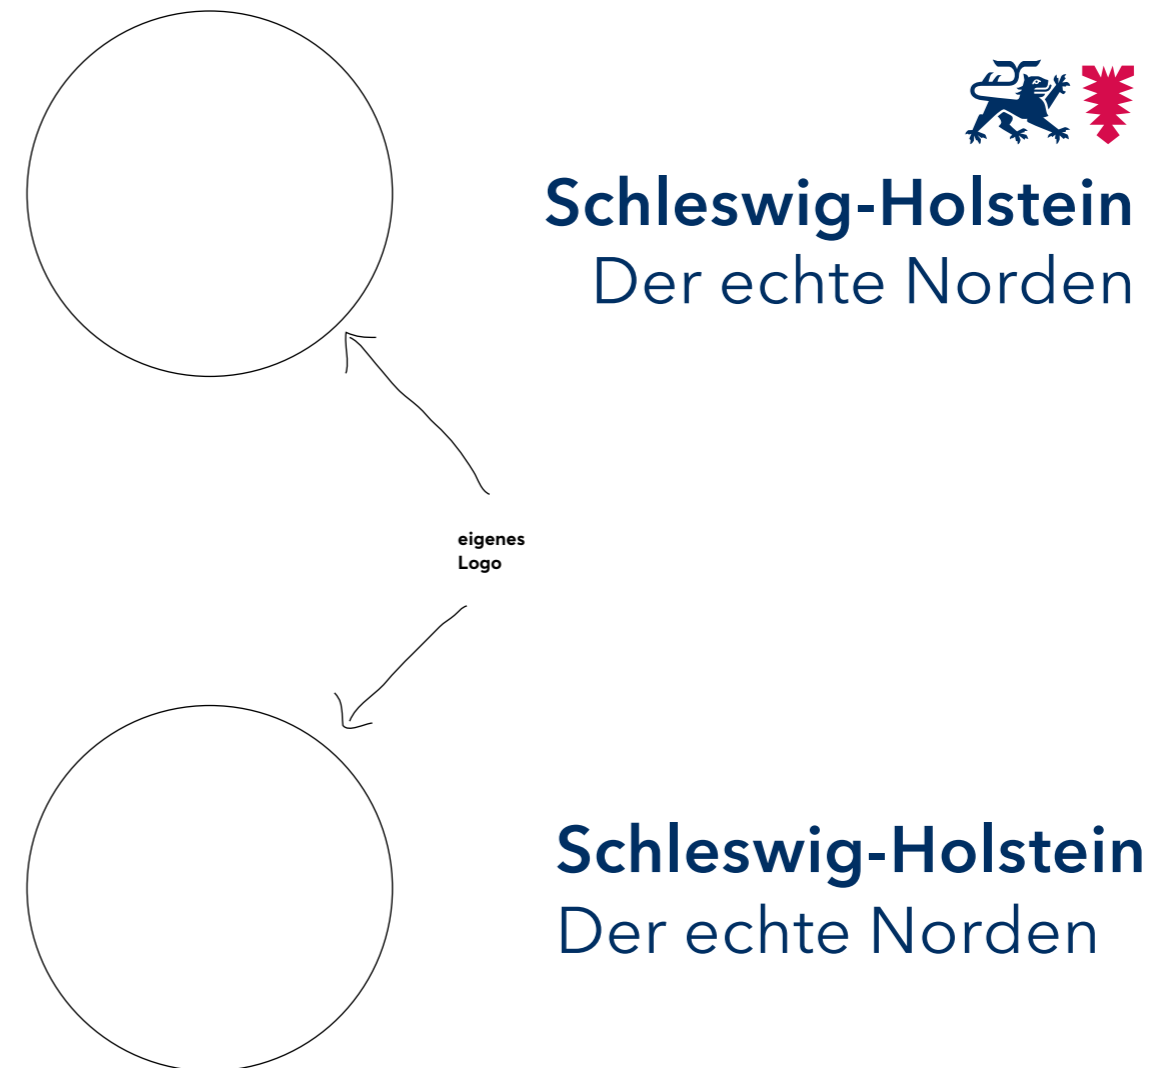 Schleswig-Holstein
Der echte Norden
eigenes
Logo
Schleswig-Holstein
Der echte Norden